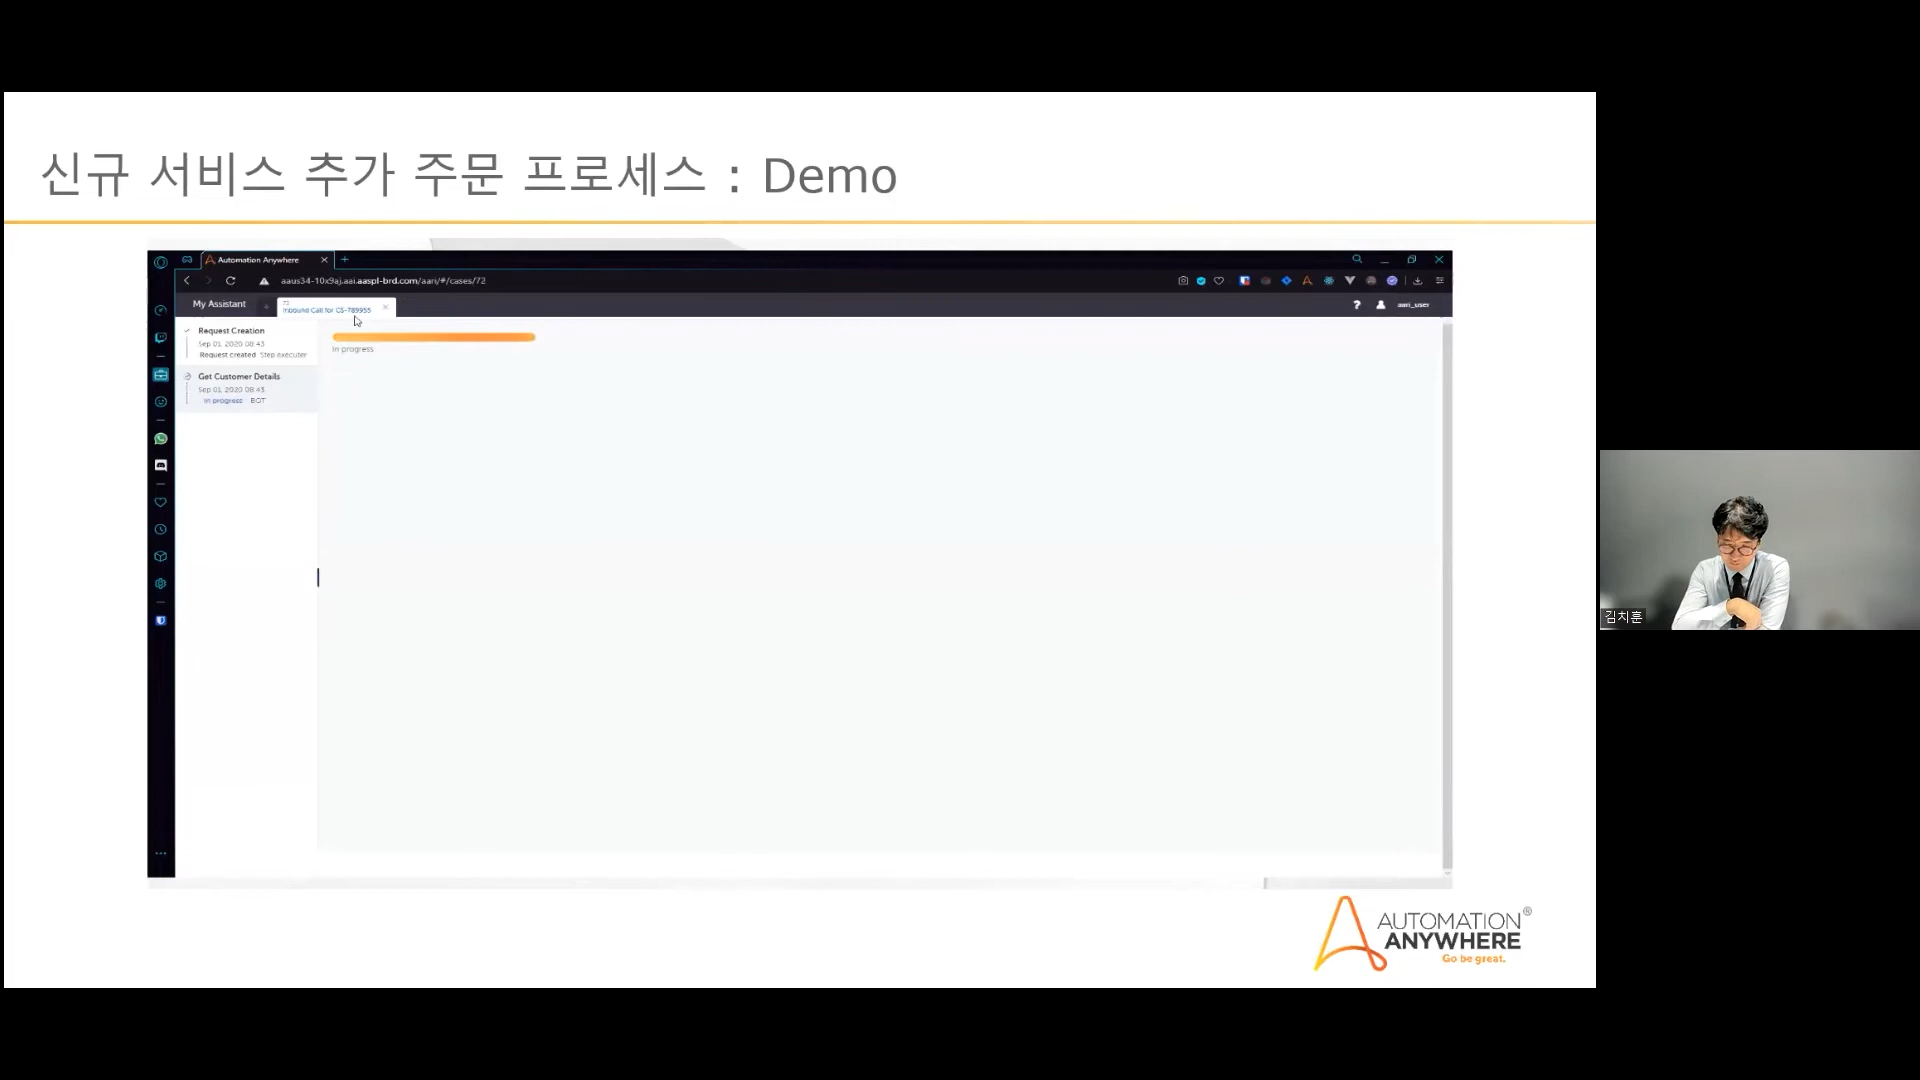 신규 서비스 추가 주문 프로세스 : Demo
Automation Anywhere
aaus34-10x9aj.aai.aaspl-brd.com/aari/#/cases/72
My Assistant
72
Inbound Call for CS-789955
aari_user
Request Creation
Sep 01, 2020 08:43
Request created Step executer
In progress
Get Customer Details
Sep 01, 2020 08:43
In progress BOT
김치훈
AUTOMATION®
ANYWHERE
Go be great.